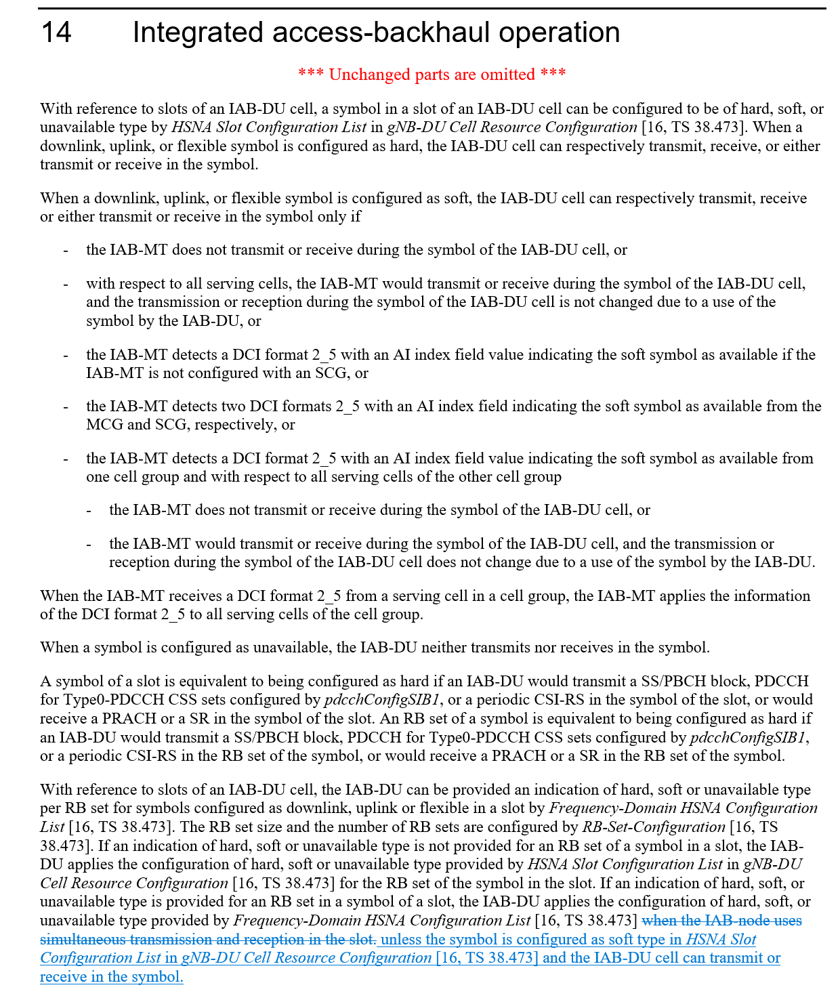 14 Integrated access-backhaul operation
*** Unchanged parts are omitted ***
With reference to slots of an IAB-DU cell, a symbol in a slot of an IAB-DU cell can be configured to be of hard, soft, or
unavailable type by HSNA Slot Configuration List in gNB-DU Cell Resource Configuration [16, TS 38.473]. When a
downlink, uplink, or flexible symbol is configured as hard, the IAB-DU cell can respectively transmit, receive, or either
transmit or receive in the symbol.
When a downlink, uplink, or flexible symbol is configured as soft, the IAB-DU cell can respectively transmit, receive
or either transmit or receive in the symbol only if
- the IAB-MT does not transmit or receive during the symbol of the IAB-DU cell, or
- with respect to all serving cells, the IAB-MT would transmit or receive during the symbol of the IAB-DU cell,
and the transmission or reception during the symbol of the IAB-DU cell is not changed due to a use of the
symbol by the IAB-DU, or
- the IAB-MT detects a DCI format 2_5 with an AI index field value indicating the soft symbol as available if the
IAB-MT is not configured with an SCG, or
- the IAB-MT detects two DCI formats 2_5 with an AI index field indicating the soft symbol as available from the
MCG and SCG, respectively, or
- the IAB-MT detects a DCI format 2_5 with an AI index field value indicating the soft symbol as available from
one cell group and with respect to all serving cells of the other cell group
- the IAB-MT does not transmit or receive during the symbol of the IAB-DU cell, or
- the IAB-MT would transmit or receive during the symbol of the IAB-DU cell, and the transmission or
reception during the symbol of the IAB-DU cell does not change due to a use of the symbol by the IAB-DU.
When the IAB-MT receives a DCI format 2_5 from a serving cell in a cell group, the IAB-MT applies the information
of the DCI format 2_5 to all serving cells of the cell group.
When a symbol is configured as unavailable, the IAB-DU neither transmits nor receives in the symbol.
A symbol of a slot is equivalent to being configured as hard if an IAB-DU would transmit a SS/PBCH block, PDCCH
for Type0-PDCCH CSS sets configured by pdcchConfigSIB1, or a periodic CSI-RS in the symbol of the slot, or would
receive a PRACH or a SR in the symbol of the slot. An RB set of a symbol is equivalent to being configured as hard if
an IAB-DU would transmit a SS/PBCH block, PDCCH for Type0-PDCCH CSS sets configured by pdcchConfigSIB1,
or a periodic CSI-RS in the RB set of the symbol, or would receive a PRACH or a SR in the RB set of the symbol.
With reference to slots of an IAB-DU cell, the IAB-DU can be provided an indication of hard, soft or unavailable type
per RB set for symbols configured as downlink, uplink or flexible in a slot by Frequency-Domain HSNA Configuration
List [16, TS 38.473]. The RB set size and the number of RB sets are configured by RB-Set-Configuration [16, TS
38.473]. If an indication of hard, soft or unavailable type is not provided for an RB set of a symbol in a slot, the IAB-
DU applies the configuration of hard, soft or unavailable type provided by HSNA Slot Configuration List in gNB-DU
Cell Resource Configuration [16, TS 38.473] for the RB set of the symbol in the slot. If an indication of hard, soft, or
unavailable type is provided for an RB set in a symbol of a slot, the IAB-DU applies the configuration of hard, soft, or
unavailable type provided by Frequency-Domain HSNA Configuration List [16, TS 38.473] when the IAB-node uses
simultaneous transmission and reception in the slot. unless the symbol is configured as soft type in HSNA Slot
Configuration List in gNB-DU Cell Resource Configuration [16, TS 38.473] and the IAB-DU cell can transmit or
receive in the symbol.